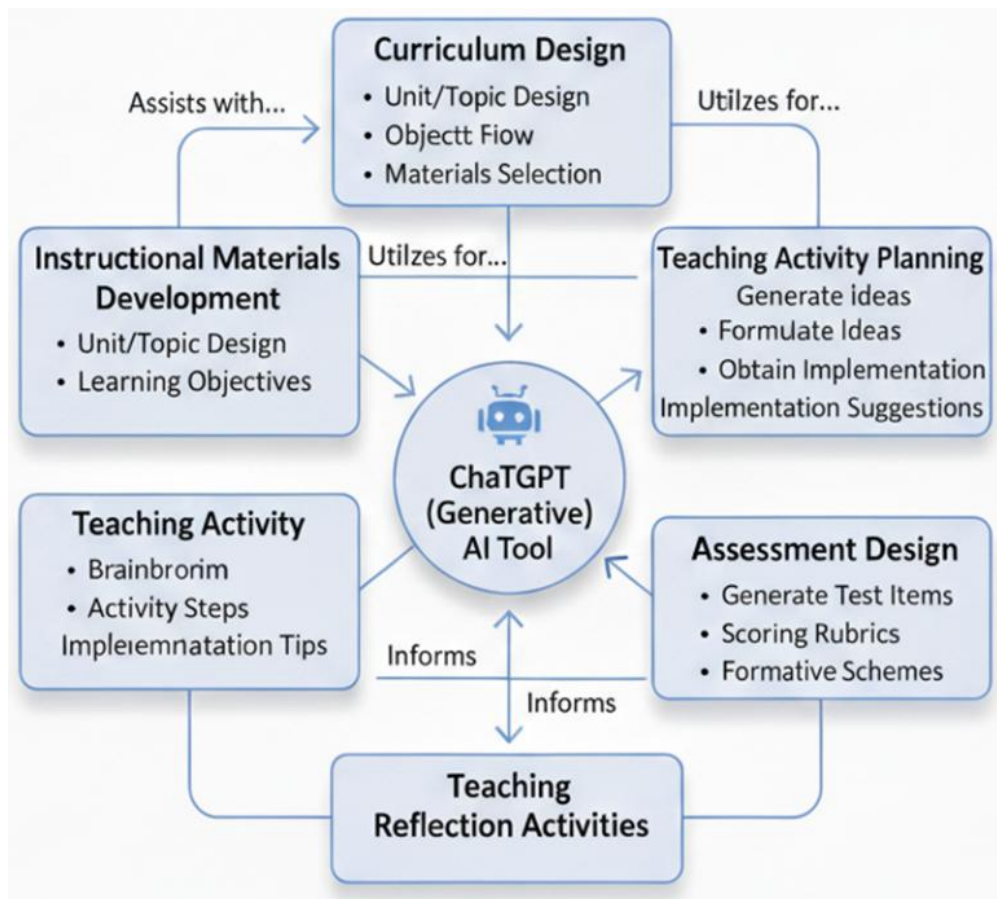 Curriculum Design
• Unit/Topic Design
• Objectt Fiow
• Materials Selection
Assists with...
Utilzes for...
Instructional Materials
Development
• Unit/Topic Design
• Learning Objectives
Utilzes for...
Teaching Activity Planning
Generate ideas
• Formulate Ideas
• Obtain Implementation
Implementation Suggestions
ChaTGPT
(Generative)
AI Tool
Teaching Activity
• Brainbrorim
• Activity Steps
Impleiemnatation Tips
Assessment Design
• Generate Test Items
• Scoring Rubrics
• Formative Schemes
Informs
Informs
Teaching
Reflection Activities